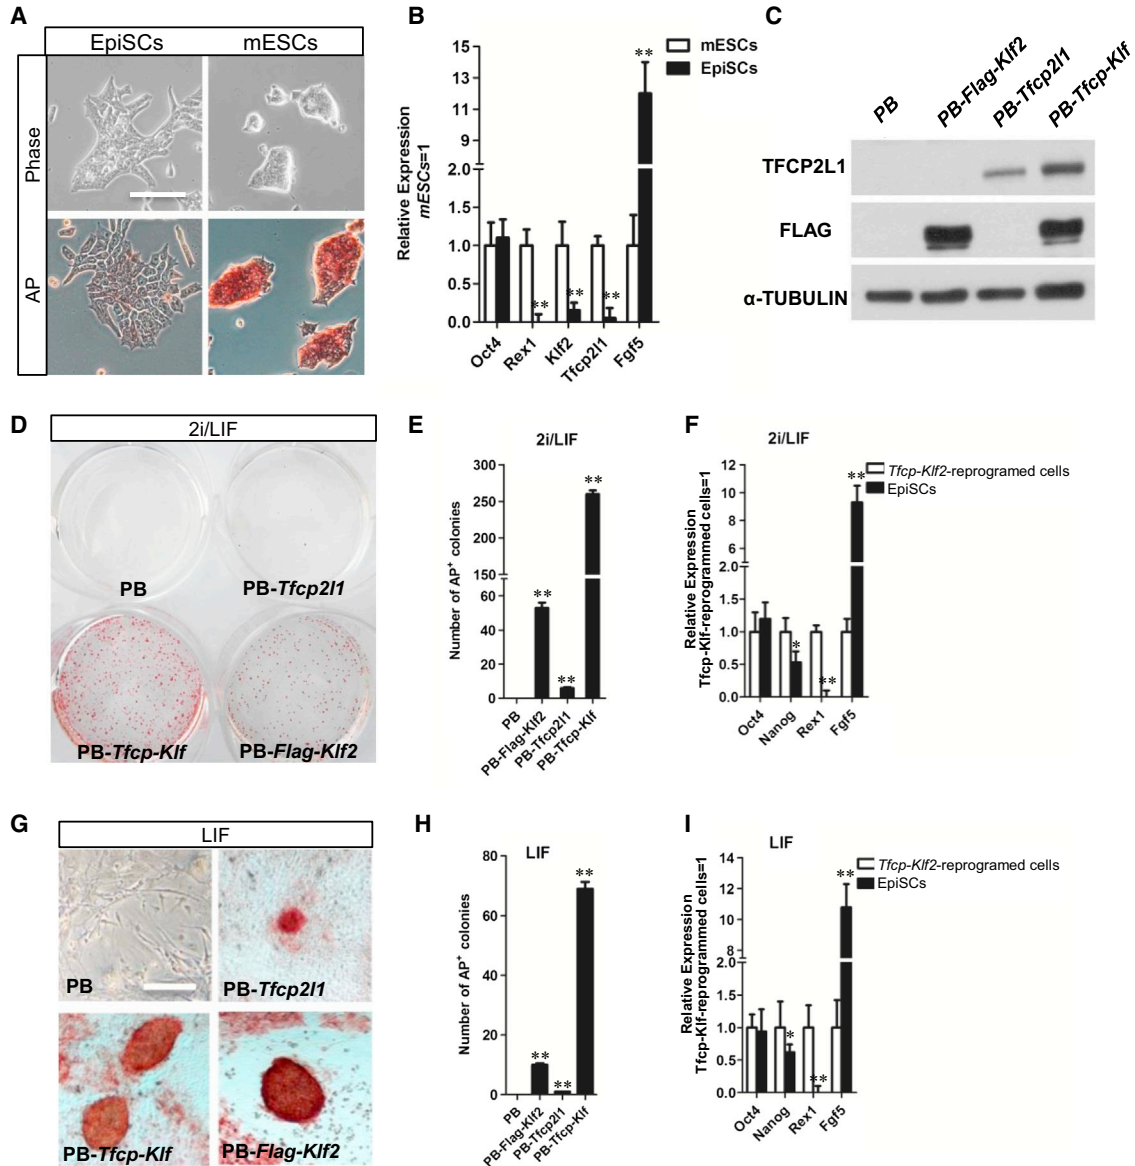 A
EpiSCs
mESCs
Phase
AP
B
Relative Expression
mESCs=1
15
13
11
9
2.0
1.5
1.0
0.5
0.0
**
**
**
**
mESCs
EpiSCs
Oct4
Rex1
Klf2
Tfcp2l1
Fgf5
C
PB
PB-Flag-Klf2
PB-Tfcp2l1
PB-Tfcp-Klf
TFCP2L1
FLAG
α-TUBULIN
D
2i/LIF
PB
PB-Tfcp2l1
PB-Tfcp-Klf
PB-Flag-Klf2
E
2i/LIF
Number of AP+ colonies
300
250
200
150
60
40
20
0
**
**
**
PB
PB-Flag-Klf2
PB-Tfcp2l1
PB-Tfcp-Klf
F
2i/LIF
Relative Expression
Tfcp-Klf-reprogrammed cells=1
12
10
8
6
4
2.0
1.5
1.0
0.5
0.0
*
**
**
Tfcp-Klf2-reprogramed cells
EpiSCs
Oct4
Nanog
Rex1
Fgf5
G
LIF
PB
PB-Tfcp2l1
PB-Tfcp-Klf
PB-Flag-Klf2
H
LIF
Number of AP+ colonies
80
60
40
20
0
**
**
**
PB
PB-Flag-Klf2
PB-Tfcp2l1
PB-Tfcp-Klf
I
LIF
Relative Expression
Tfcp-Klf-reprogrammed cells=1
14
12
10
8
2.0
1.5
1.0
0.5
0.0
*
**
**
Tfcp-Klf2-reprogramed cells
EpiSCs
Oct4
Nanog
Rex1
Fgf5